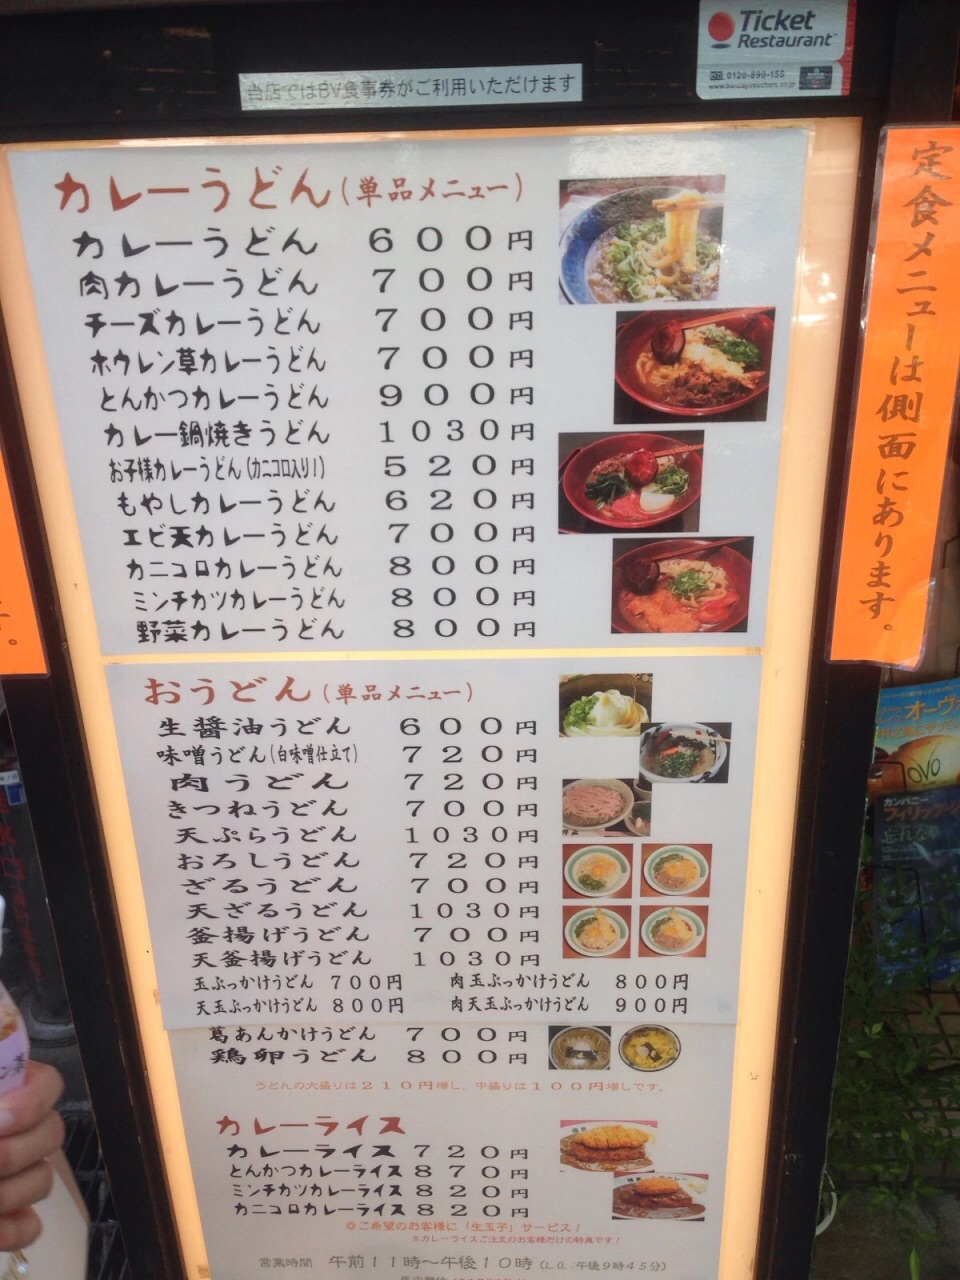 Ticket
Restaurant
0120-890-155
当店ではBV食事券がご利用いただけます
カレーうどん(単品メニュー)
カレーうどん 600円
肉カレーうどん 700円
チーズカレーうどん 700円
ホウレン草カレーうどん 700円
とんかつカレーうどん 900円
カレー鍋焼きうどん 1030円
お子様カレーうどん(カニコロ入り!) 520円
もやしカレーうどん 620円
エビ天カレーうどん 700円
カニコロカレーうどん 800円
ミンチカツカレーうどん 800円
野菜カレーうどん 800円
おうどん(単品メニュー)
生醤油うどん 600円
味噌うどん(白味噌仕立て) 720円
肉うどん 720円
きつねうどん 700円
天ぷらうどん 1030円
おろしうどん 720円
ざるうどん 700円
天ざるうどん 1030円
釜揚げうどん 700円
天釜揚げうどん 1030円
玉ぶっかけうどん 700円 肉玉ぶっかけうどん 800円
天玉ぶっかけうどん 800円 肉天玉ぶっかけうどん 900円
葛あんかけうどん 700円
鶏卵うどん 800円
うどんの大盛りは210円増し、中盛りは100円増しです。
カレーライス
カレーライス 720円
とんかつカレーライス 870円
ミンチカツカレーライス 820円
カニコロカレーライス 820円
◎ご希望のお客様に「生玉子」サービス!
※カレーライスご注文のお客様だけの特典です!
営業時間 午前11時〜午後10時(L.O.:午後9時45分)
定食メニューは側面にあります。
オーヴ
OVO
カンパニー
フィリップ
忘れな
す。